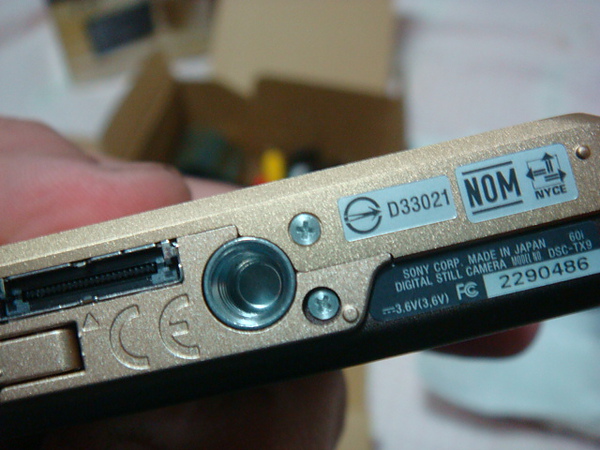 D33021
NOM
NYCE
SONY CORP. MADE IN JAPAN 60i
DIGITAL STILL CAMERA MODEL NO DSC-TX9
⎓3.6V(3,6V) FC 2290486
CE